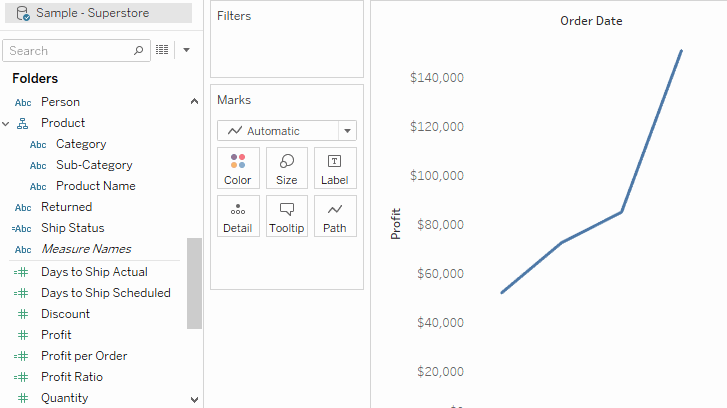 Sample - Superstore
Search
Folders
Abc Person
Product
Abc Category
Abc Sub-Category
Abc Product Name
Abc Returned
=Abc Ship Status
Abc Measure Names
=# Days to Ship Actual
=# Days to Ship Scheduled
# Discount
# Profit
=# Profit per Order
=# Profit Ratio
# Quantity
Filters
Marks
Automatic
Color Size Label
Detail Tooltip Path
Order Date
Profit
$140,000
$120,000
$100,000
$80,000
$60,000
$40,000
$20,000